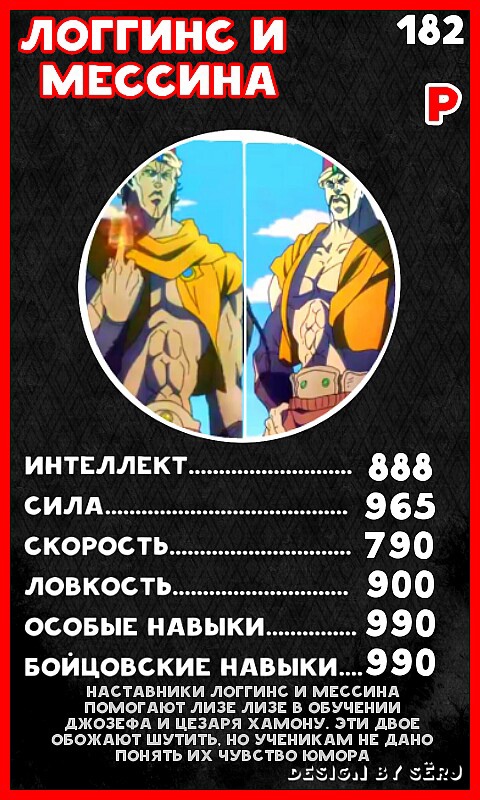 ЛОГГИНС И
182
МЕССИНА
Р
ИНТЕЛЛЕКТ.......................... 888
СИЛА....................................... 965
СКОРОСТЬ............................. 790
ЛОВКОСТЬ............................ 900
ОСОБЫЕ НАВЫКИ............... 990
БОЙЦОВСКИЕ НАВЫКИ....990
НАСТАВНИКИ ЛОГГИНС И МЕССИНА
ПОМОГАЮТ ЛИЗЕ ЛИЗЕ В ОБУЧЕНИИ
ДЖОЗЕФА И ЦЕЗАРЯ ХАМОНУ. ЭТИ ДВОЕ
ОБОЖАЮТ ШУТИТЬ, НО УЧЕНИКАМ НЕ ДАНО
ПОНЯТЬ ИХ ЧУВСТВО ЮМОРА
DESIGN BY SЁRJ